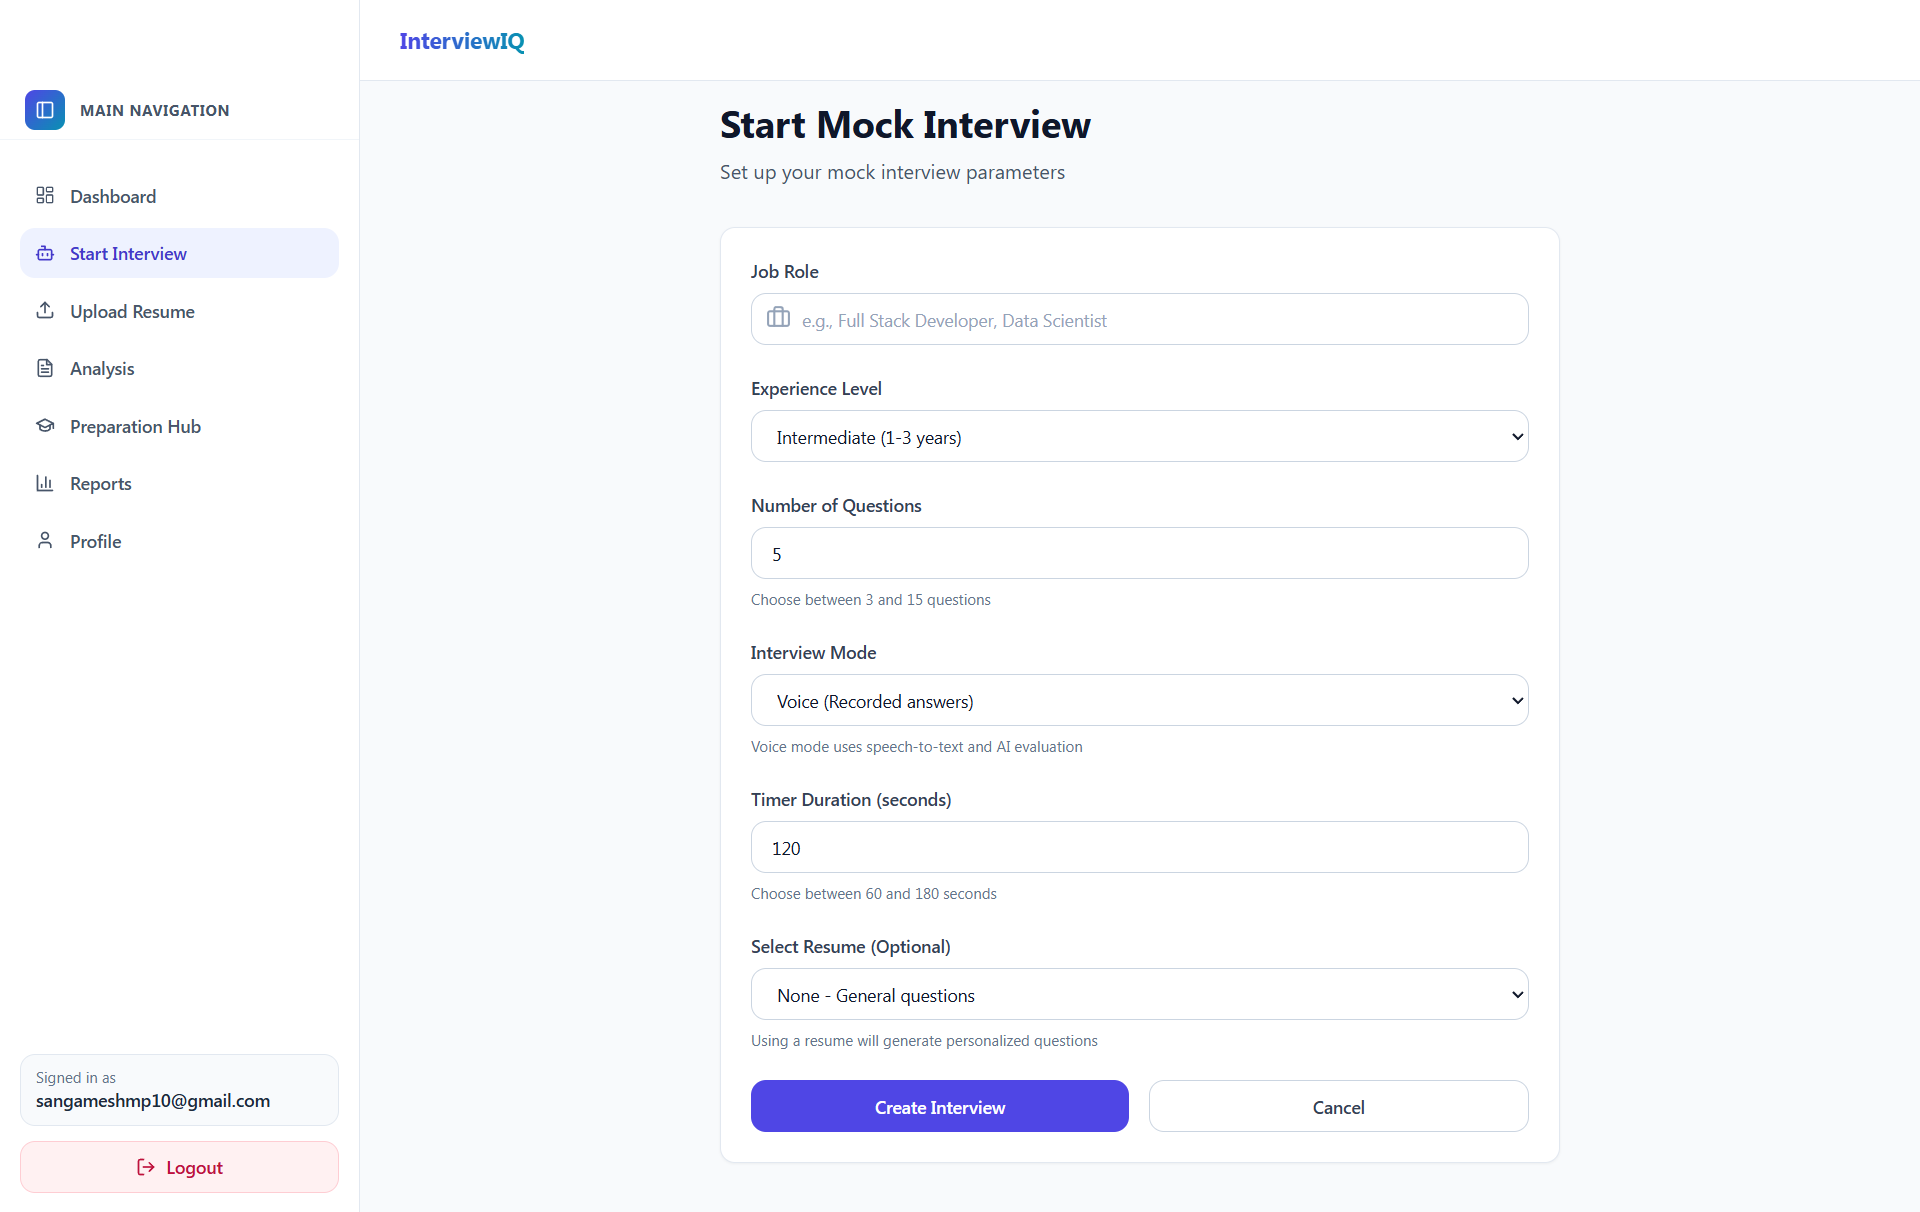 InterviewIQ
MAIN NAVIGATION
Dashboard
Start Interview
Upload Resume
Analysis
Preparation Hub
Reports
Profile
Signed in as
sangameshmp10@gmail.com
Logout
Start Mock Interview
Set up your mock interview parameters
Job Role
e.g., Full Stack Developer, Data Scientist
Experience Level
Intermediate (1-3 years)
Number of Questions
5
Choose between 3 and 15 questions
Interview Mode
Voice (Recorded answers)
Voice mode uses speech-to-text and AI evaluation
Timer Duration (seconds)
120
Choose between 60 and 180 seconds
Select Resume (Optional)
None - General questions
Using a resume will generate personalized questions
Create Interview
Cancel